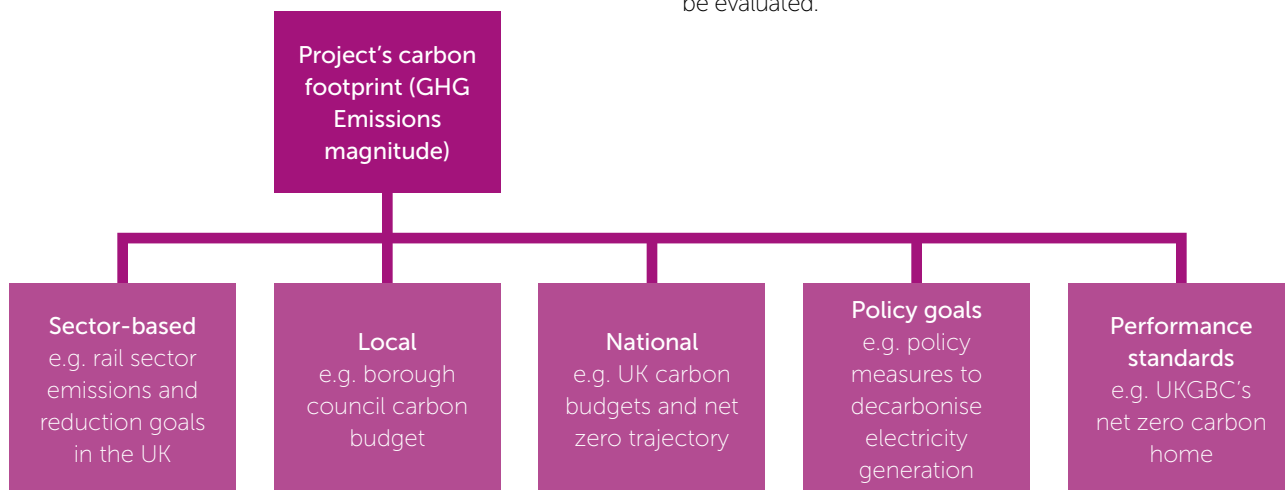 be evaluated.
Project’s carbon
footprint (GHG
Emissions
magnitude)
Sector-based
e.g. rail sector
emissions and
reduction goals
in the UK
Local
e.g. borough
council carbon
budget
National
e.g. UK carbon
budgets and net
zero trajectory
Policy goals
e.g. policy
measures to
decarbonise
electricity
generation
Performance
standards
e.g. UKGBC’s
net zero carbon
home